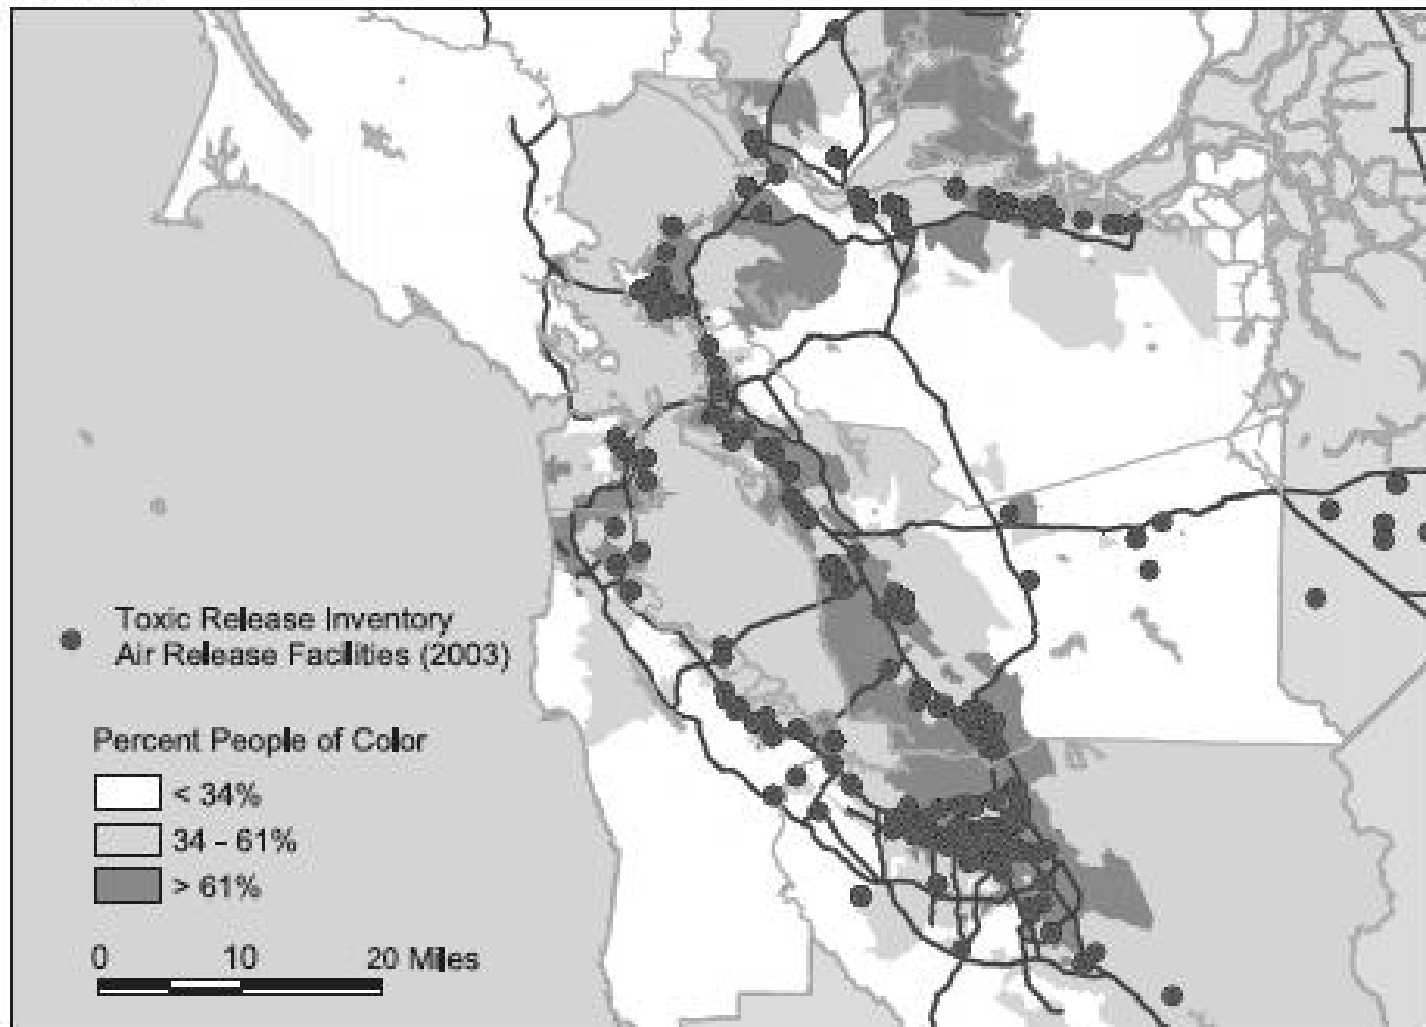 Toxic Release Inventory
Air Release Facilities (2003)
Percent People of Color
< 34%
34 - 61%
> 61%
0 10 20 Miles